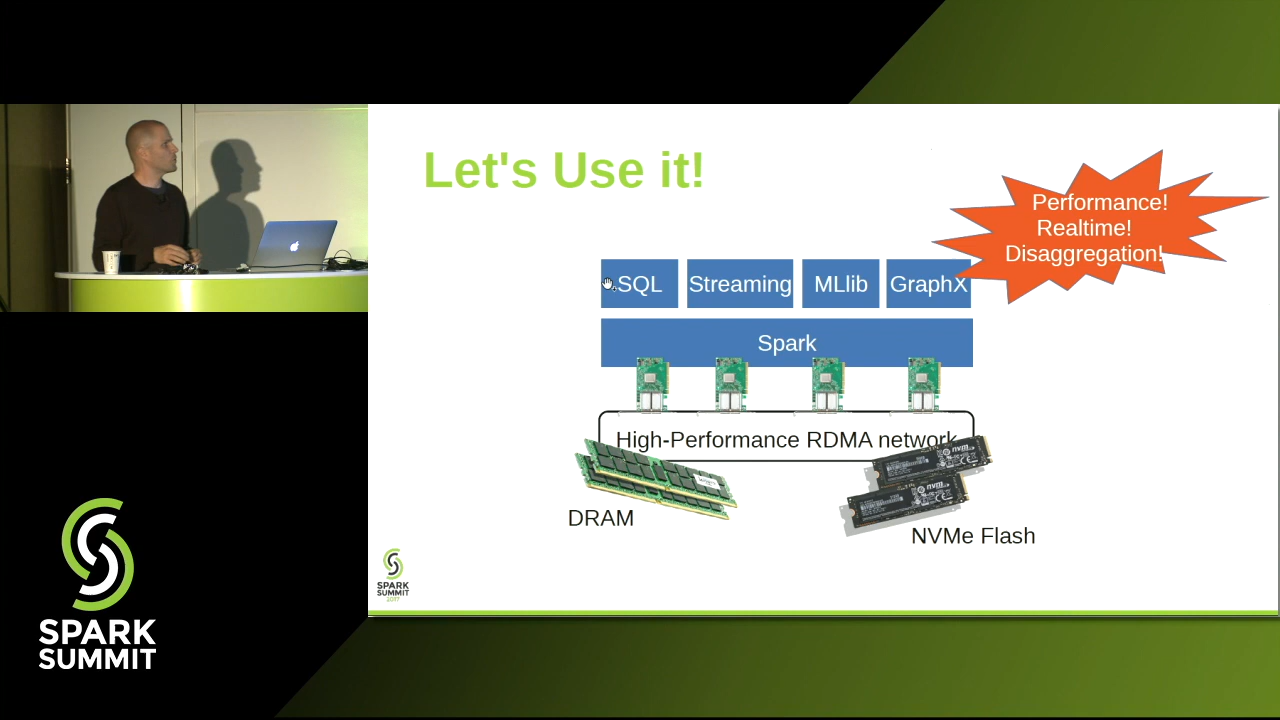 Let's Use it!
Performance!
Realtime!
Disaggregation!
SQL
Streaming
MLlib
GraphX
Spark
High-Performance RDMA network
DRAM
NVMe Flash
SPARK
SUMMIT
2017
SPARK
SUMMIT